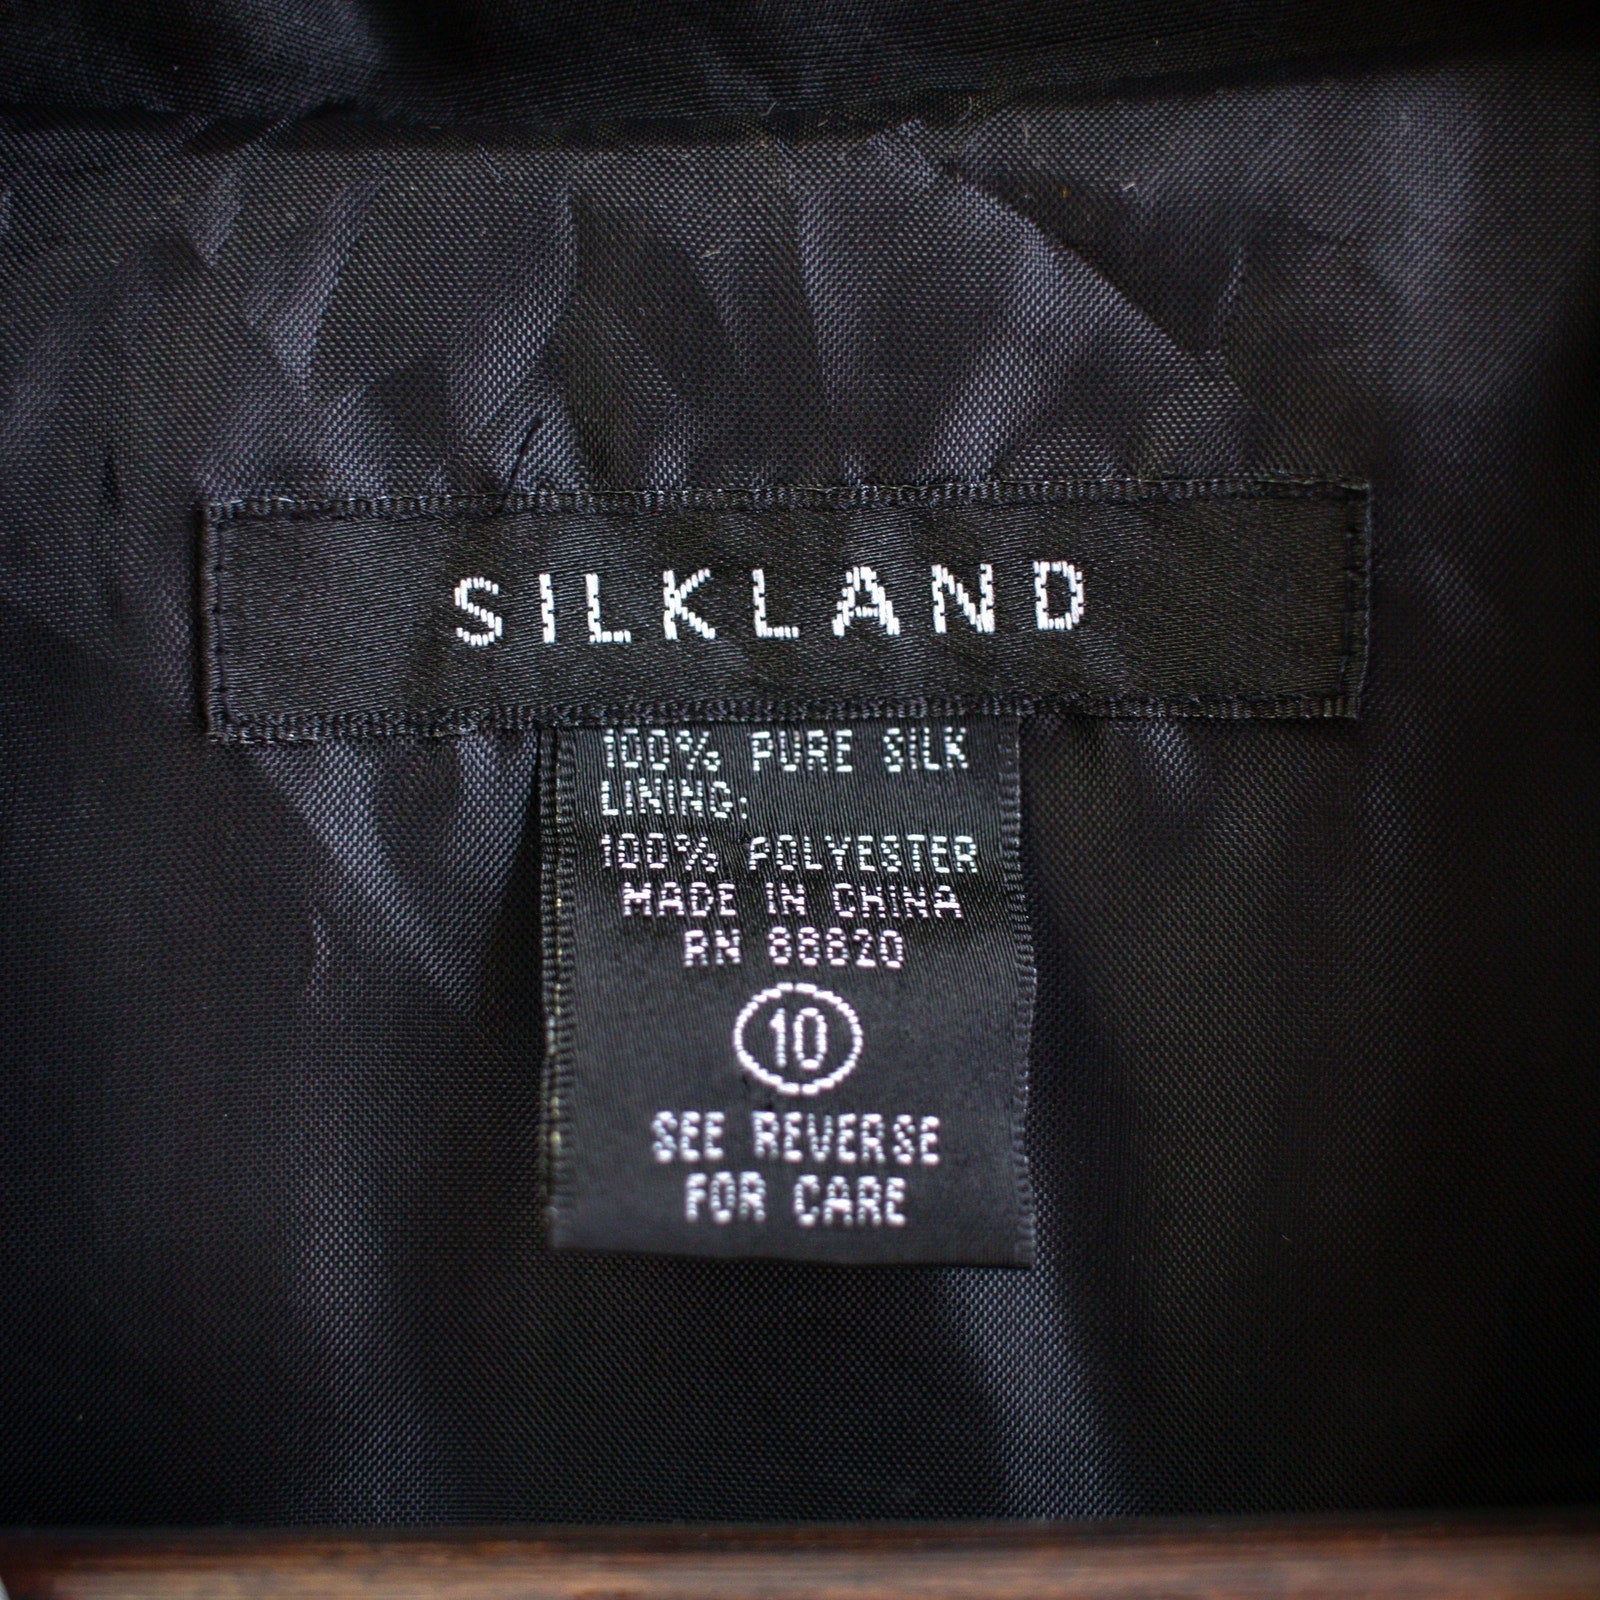 SILKLAND
100% PURE SILK
LINING:
100% POLYESTER
MADE IN CHINA
RN 88820
10
SEE REVERSE
FOR CARE